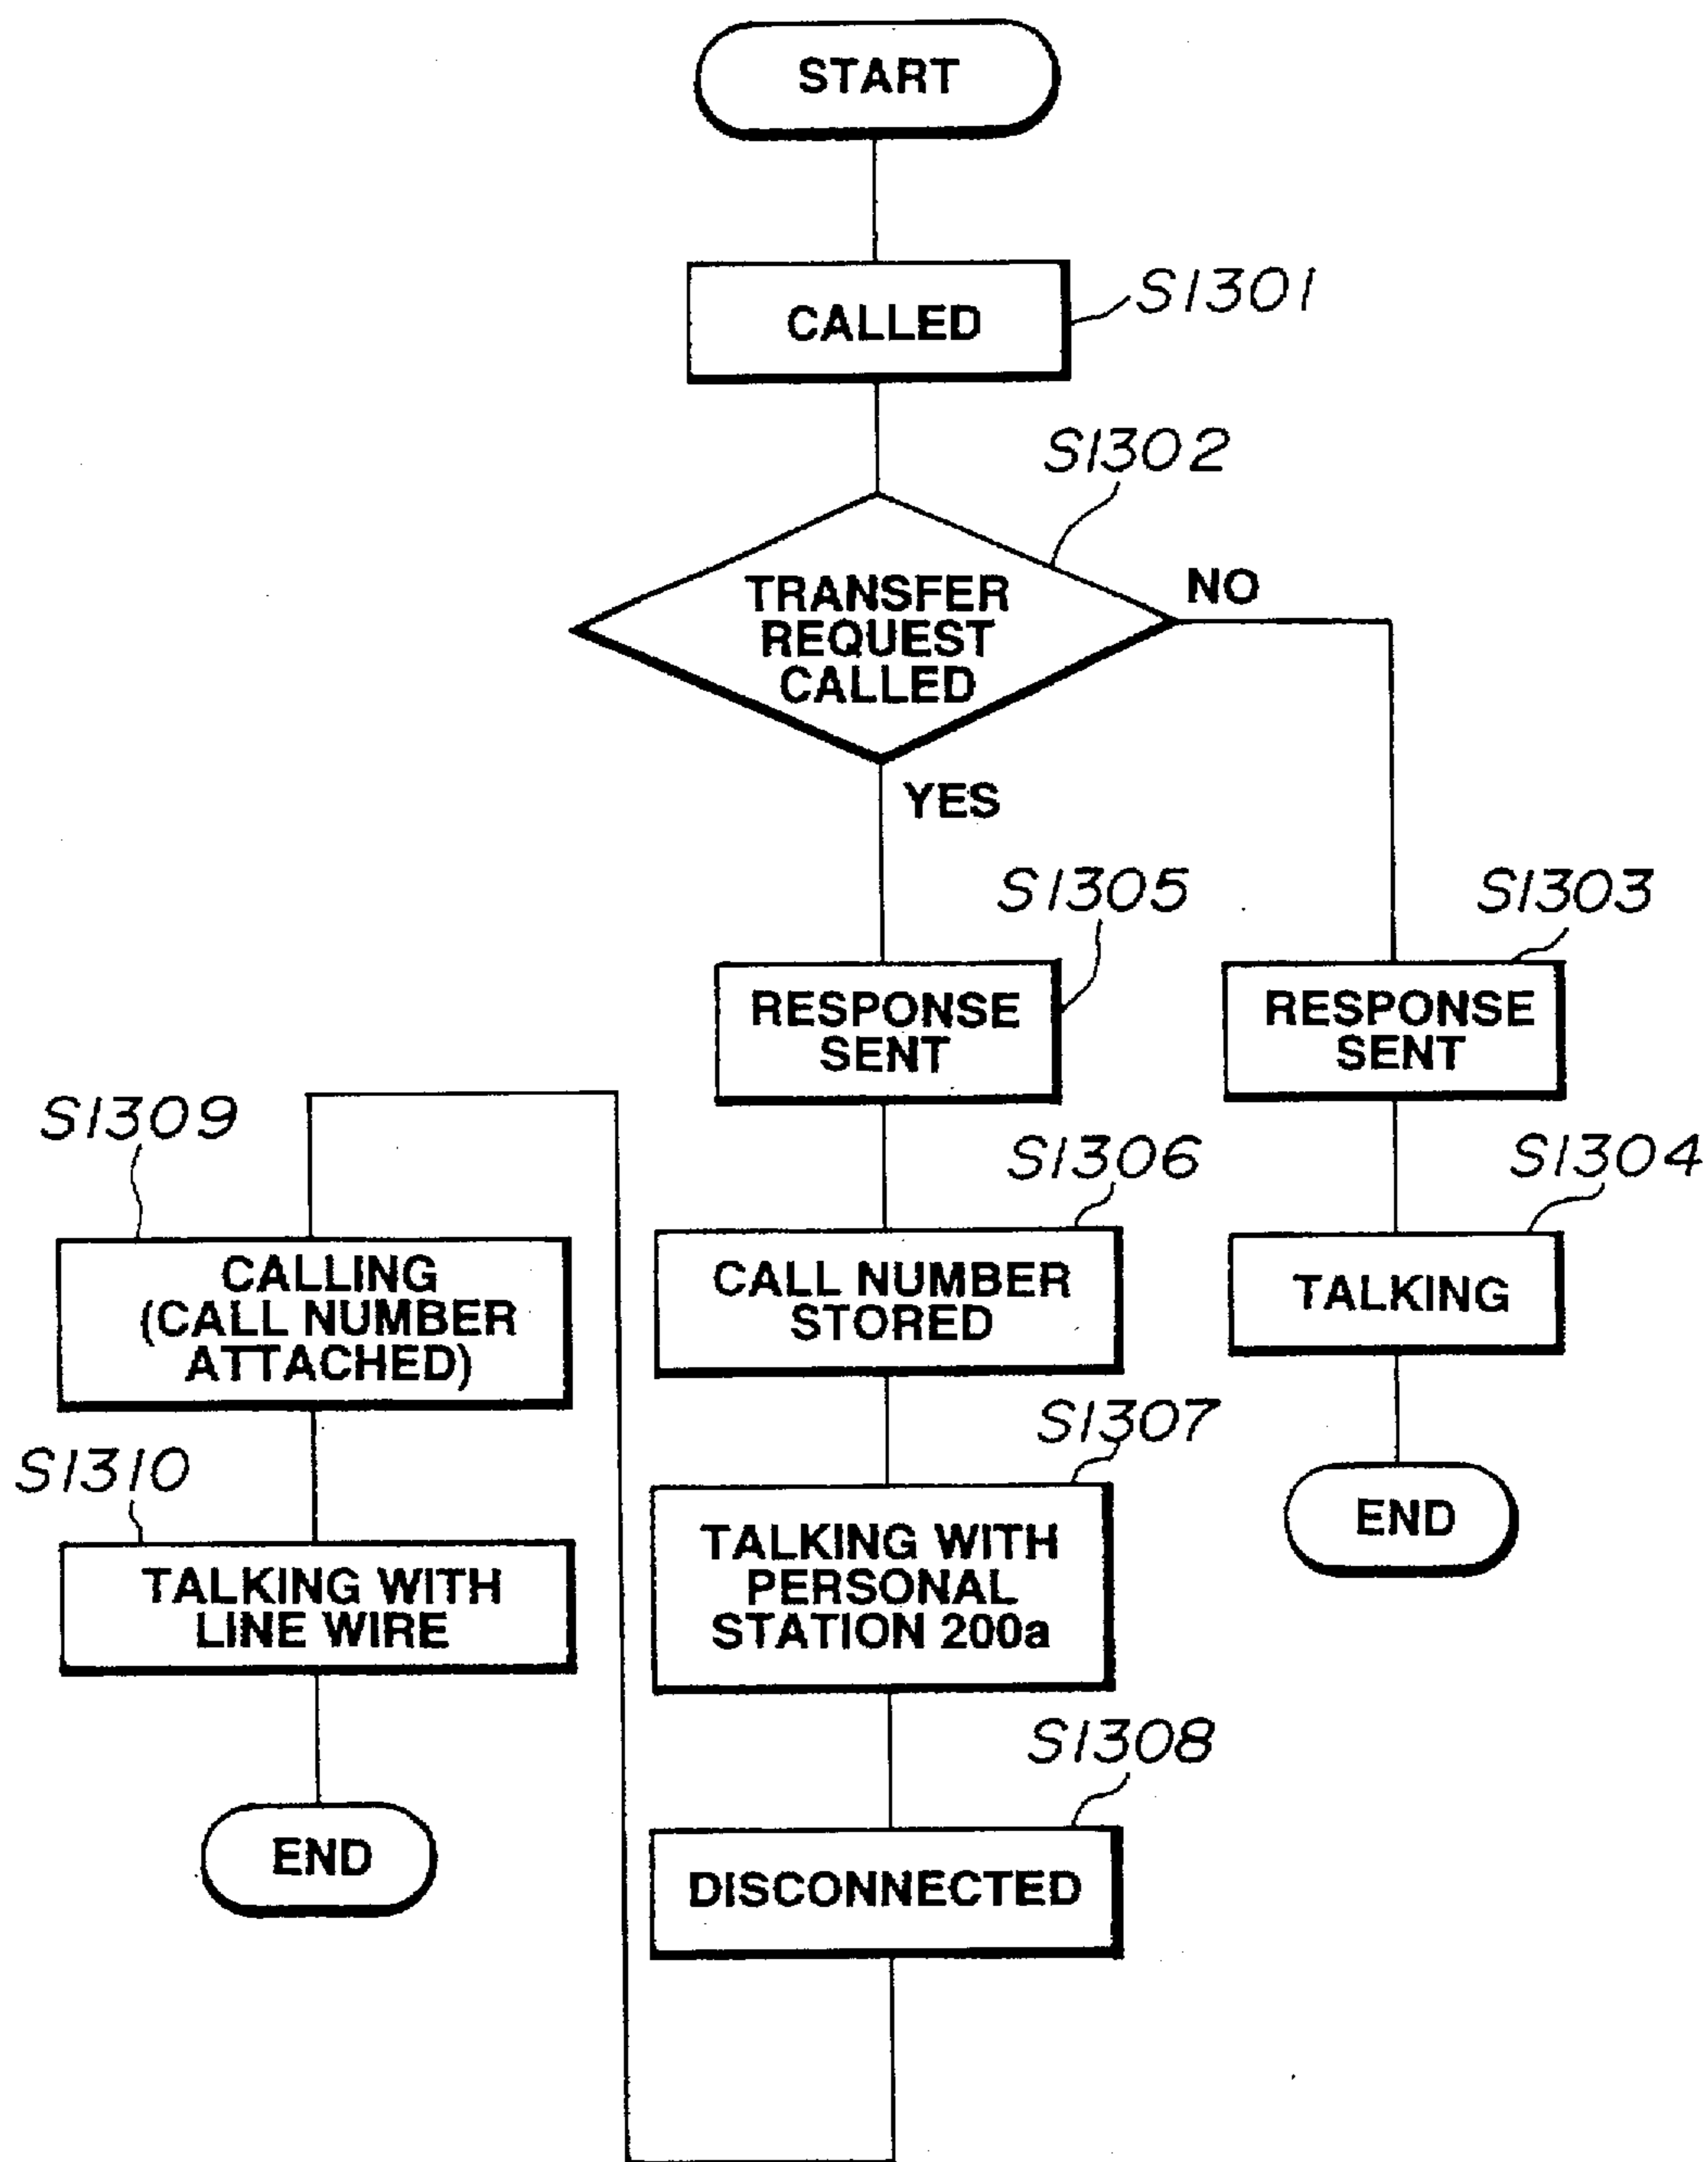 START
CALLED
S1301
S1302
TRANSFER
REQUEST
CALLED
NO
YES
S1305
RESPONSE
SENT
S1303
RESPONSE
SENT
S1306
CALL NUMBER
STORED
S1304
TALKING
END
S1307
TALKING WITH
PERSONAL
STATION 200a
S1308
DISCONNECTED
S1309
CALLING
(CALL NUMBER
ATTACHED)
S1310
TALKING WITH
LINE WIRE
END